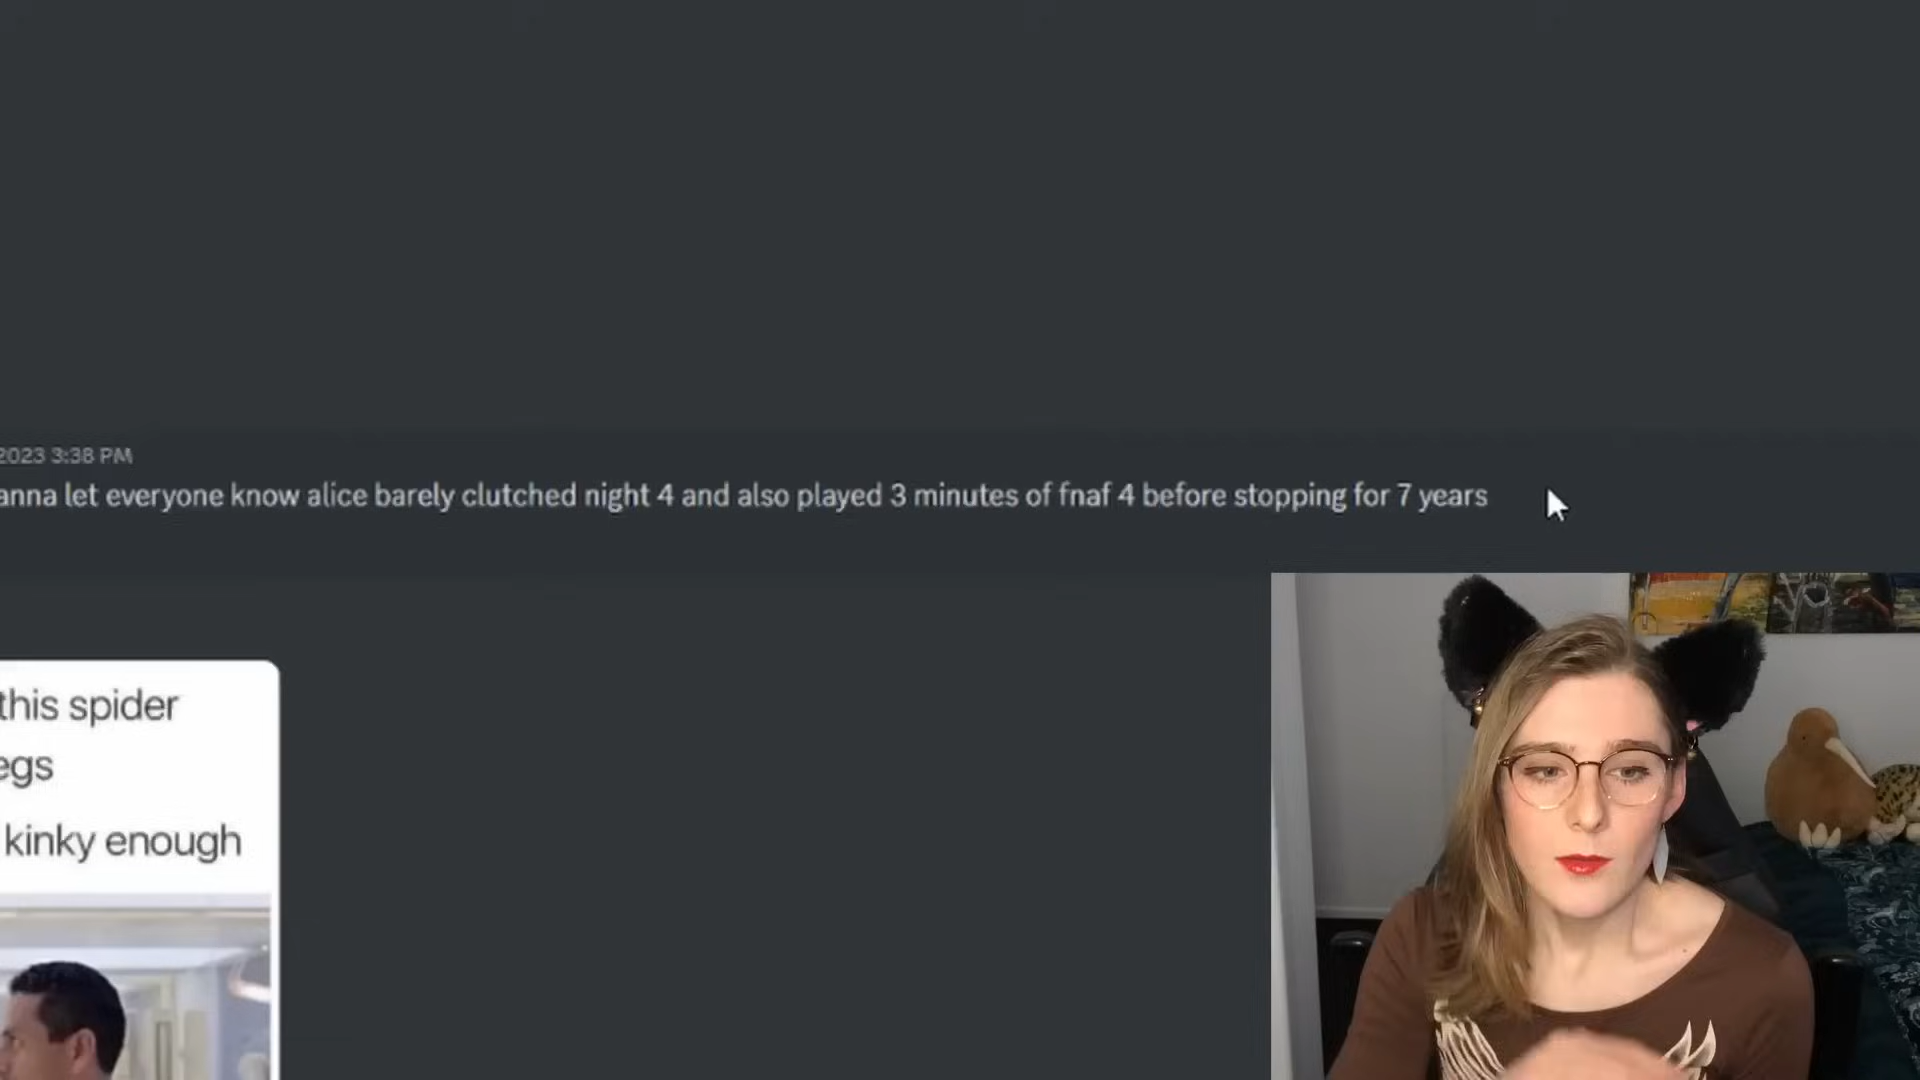 2023 3:38 PM
anna let everyone know alice barely clutched night 4 and also played 3 minutes of fnaf 4 before stopping for 7 years
this spider
egs
kinky enough